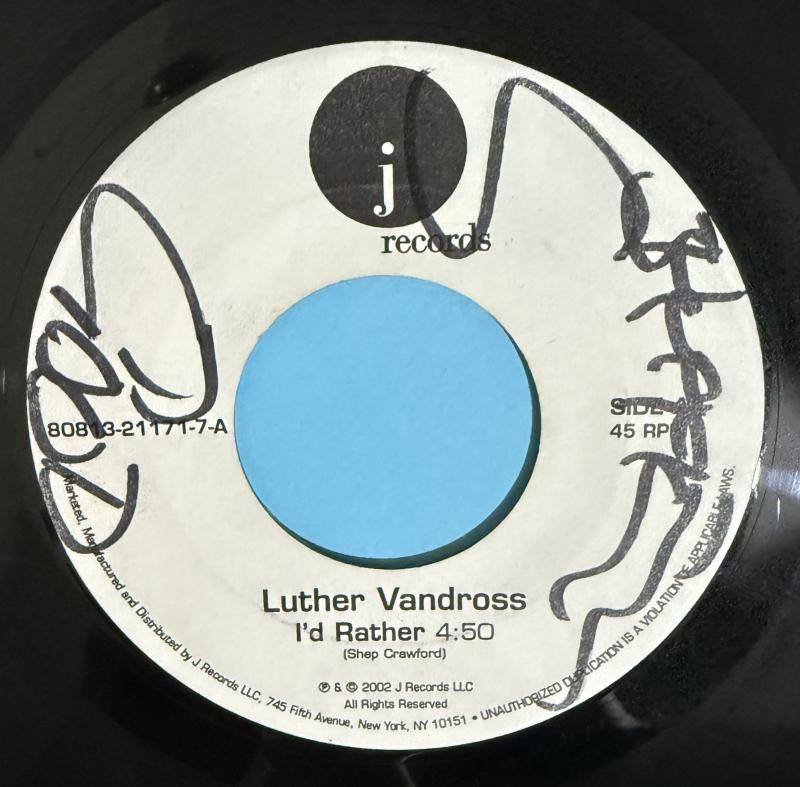 j
records
80813-21171-7-A
SIDE
45 RP
Luther Vandross
I'd Rather 4:50
(Shep Crawford)
℗ & © 2002 J Records LLC
All Rights Reserved
Marketed, Manufactured and Distributed by J Records LLC, 745 Fifth Avenue, New York, NY 10151 • UNAUTHORIZED DUPLICATION IS A VIOLATION OF APPLICABLE LAWS.